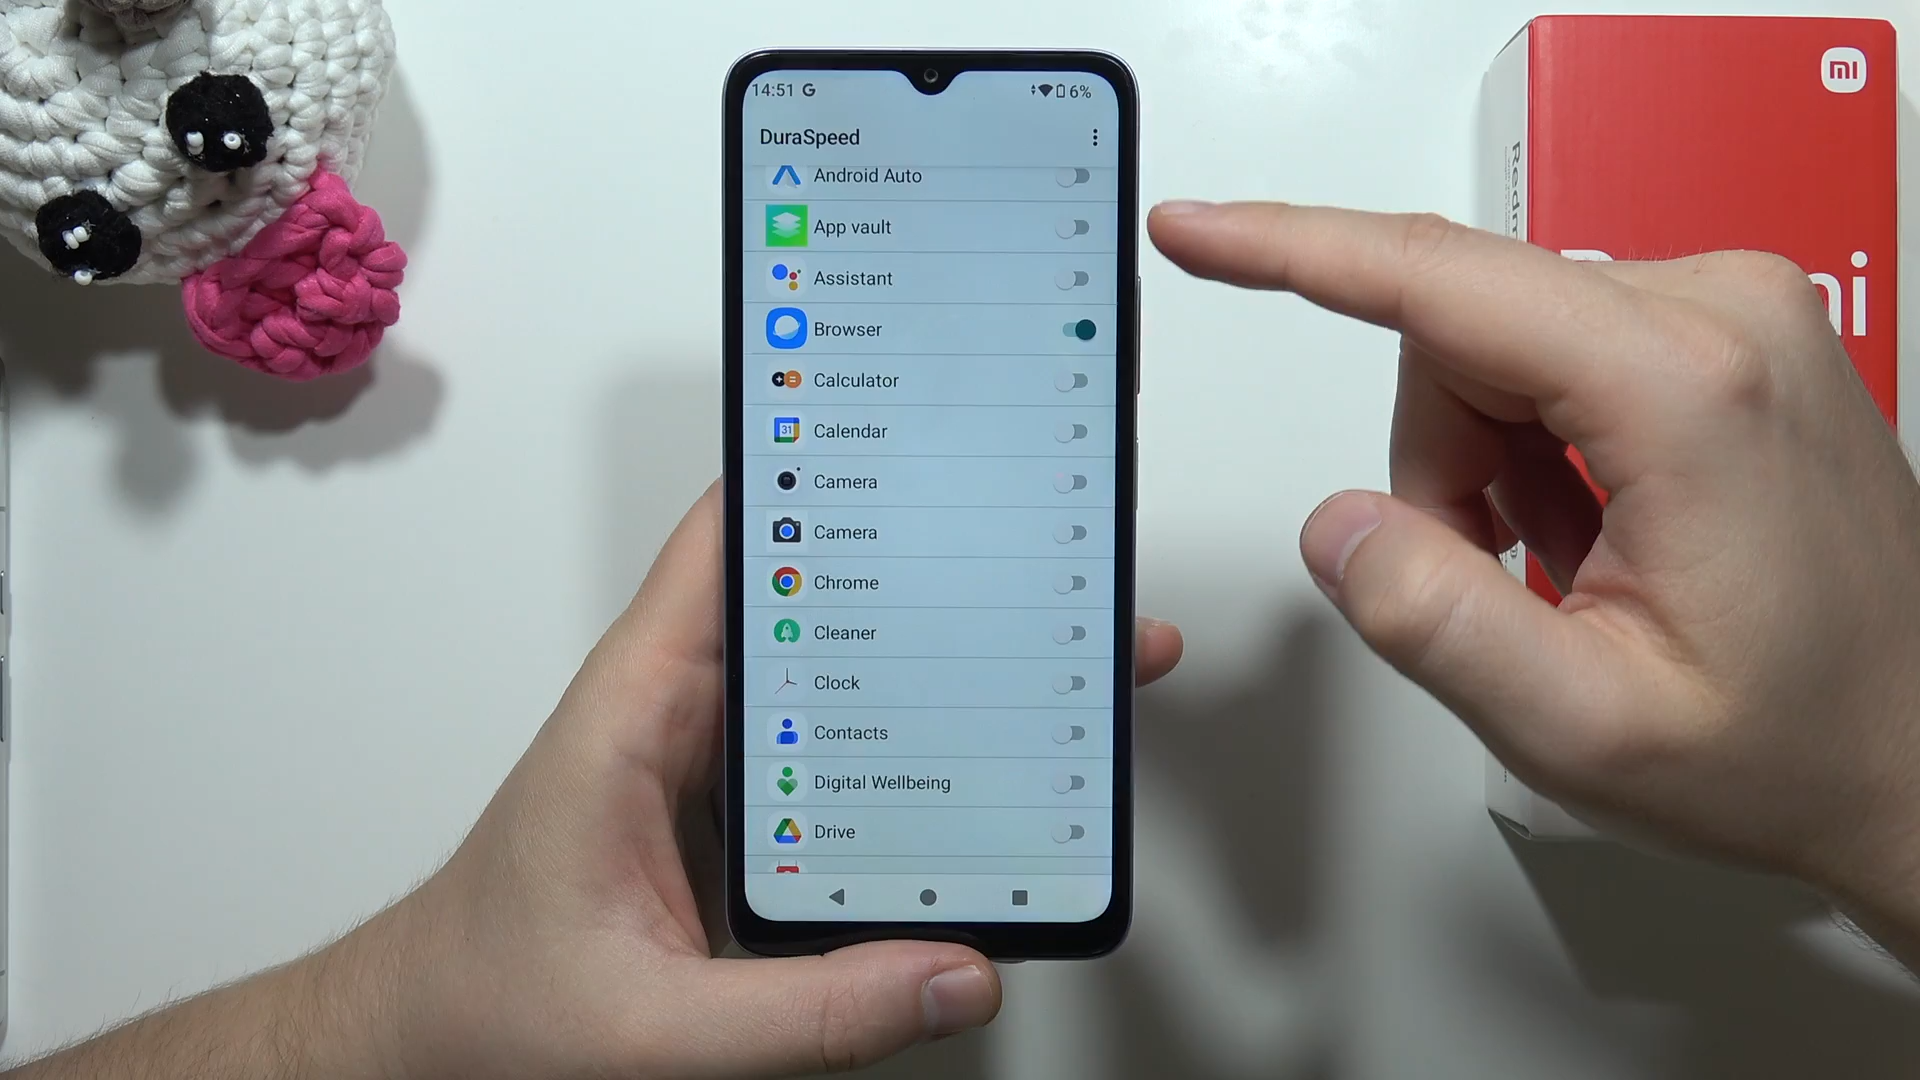 14:51 G 6%
DuraSpeed
Android Auto
App vault
Assistant
Browser
Calculator
31 Calendar
Camera
Camera
Chrome
Cleaner
Clock
Contacts
Digital Wellbeing
Drive
mi